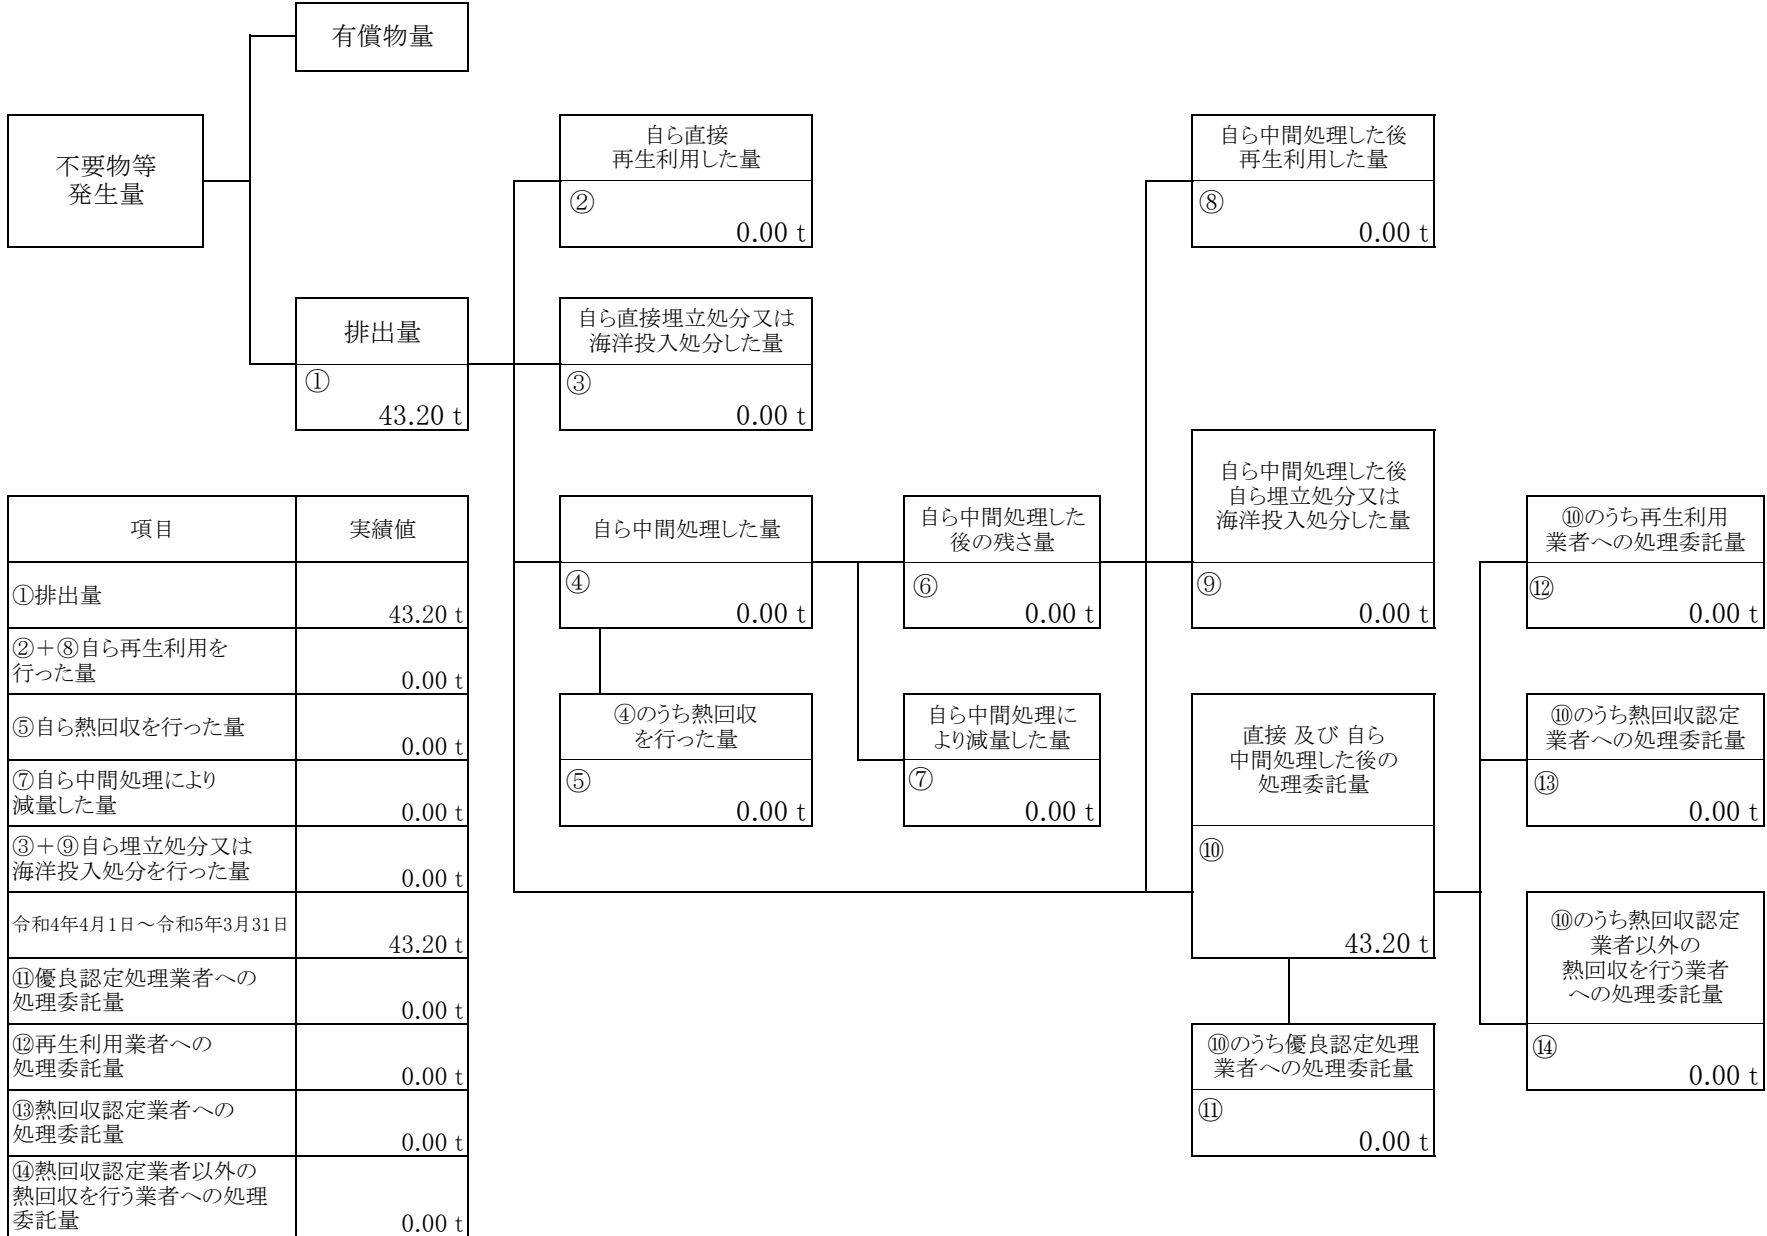 有償物量
不要物等
発生量
自ら直接
再生利用した量
②
0.00 t
自ら中間処理した後
再生利用した量
⑧
0.00 t
排出量
①
43.20 t
自ら直接埋立処分又は
海洋投入処分した量
③
0.00 t
自ら中間処理した量
④
0.00 t
自ら中間処理した
後の残さ量
⑥
0.00 t
自ら中間処理した後
自ら埋立処分又は
海洋投入処分した量
⑨
0.00 t
⑩のうち再生利用
業者への処理委託量
⑫
0.00 t
④のうち熱回収
を行った量
⑤
0.00 t
自ら中間処理に
より減量した量
⑦
0.00 t
直接 及び 自ら
中間処理した後の
処理委託量
⑩
43.20 t
⑩のうち熱回収認定
業者への処理委託量
⑬
0.00 t
⑩のうち熱回収認定
業者以外の
熱回収を行う業者
への処理委託量
⑭
0.00 t
⑩のうち優良認定処理
業者への処理委託量
⑪
0.00 t
項目 実績値
①排出量
43.20 t
②＋⑧自ら再生利用を
行った量
0.00 t
⑤自ら熱回収を行った量
0.00 t
⑦自ら中間処理により
減量した量
0.00 t
③＋⑨自ら埋立処分又は
海洋投入処分を行った量
0.00 t
令和4年4月1日～令和5年3月31日
43.20 t
⑪優良認定処理業者への
処理委託量
0.00 t
⑫再生利用業者への
処理委託量
0.00 t
⑬熱回収認定業者への
処理委託量
0.00 t
⑭熱回収認定業者以外の
熱回収を行う業者への処理
委託量
0.00 t